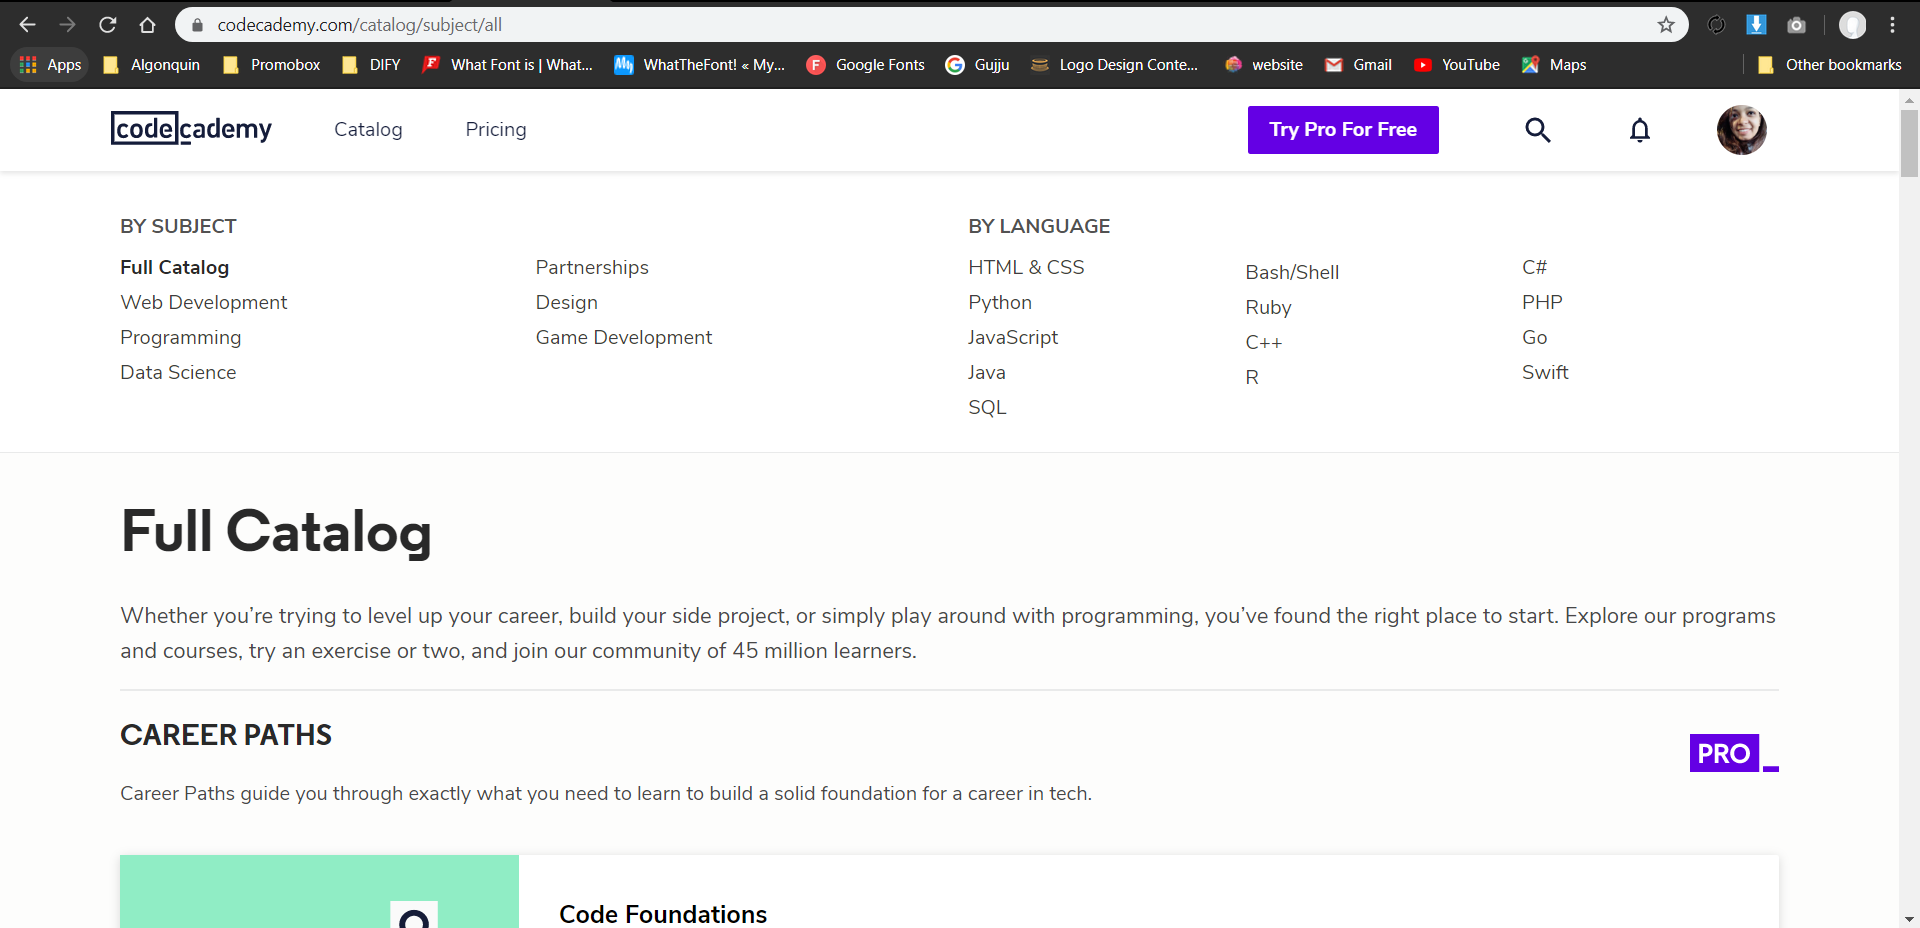 codecademy.com/catalog/subject/all
Apps Algonquin Promobox DIFY What Font is | What... WhatTheFont! « My... Google Fonts Gujju Logo Design Conte... website Gmail YouTube Maps Other bookmarks
codecademy Catalog Pricing Try Pro For Free
BY SUBJECT
Full Catalog
Web Development
Programming
Data Science
Partnerships
Design
Game Development
BY LANGUAGE
HTML & CSS
Python
JavaScript
Java
SQL
Bash/Shell
Ruby
C++
R
C#
PHP
Go
Swift
Full Catalog
Whether you’re trying to level up your career, build your side project, or simply play around with programming, you’ve found the right place to start. Explore our programs
and courses, try an exercise or two, and join our community of 45 million learners.
CAREER PATHS
PRO_
Career Paths guide you through exactly what you need to learn to build a solid foundation for a career in tech.
Code Foundations